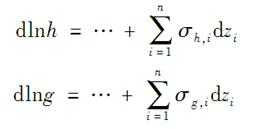 dlnh = ⋯ + ∑_{i=1}^{n} σ_{h,i}dz_i
dlng = ⋯ + ∑_{i=1}^{n} σ_{g,i}dz_i